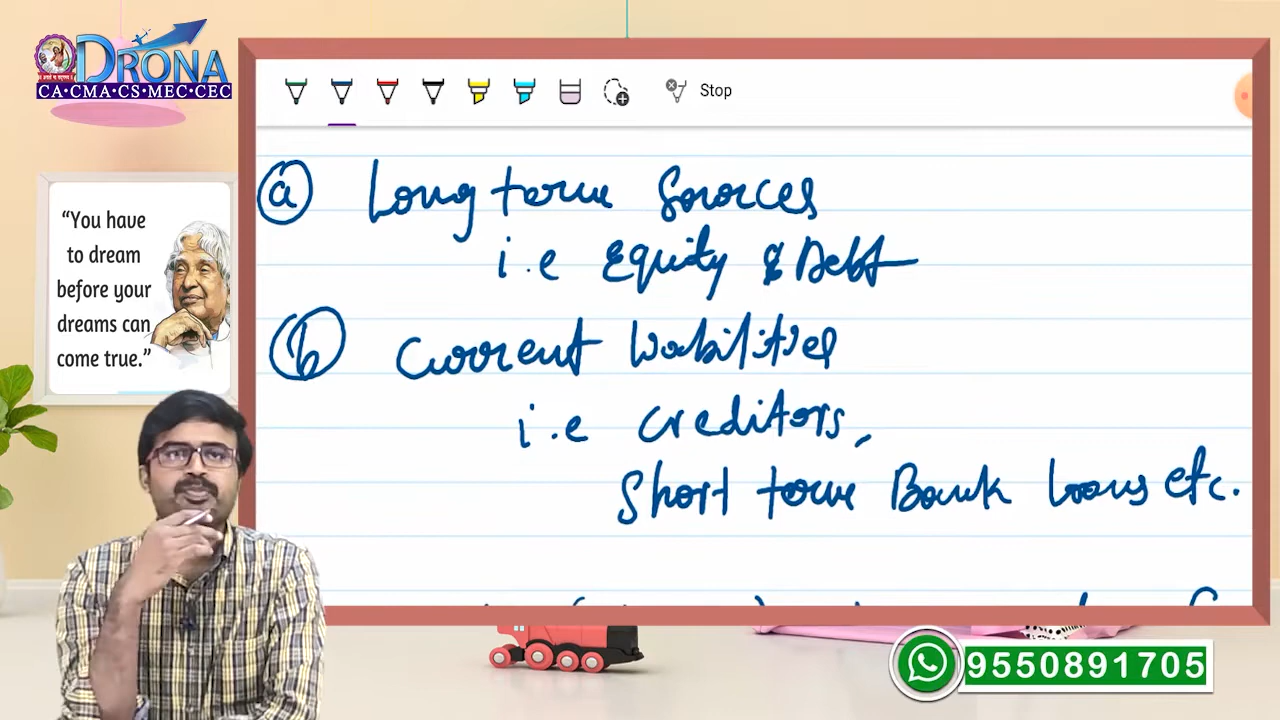 DRONA
CA•CMA•CS•MEC•CEC
“You have
to dream
before your
dreams can
come true.”
Stop
a Long term Sources
i.e Equity & Debt
b Current liabilities
i.e creditors,
Short term Bank loans etc.
9550891705